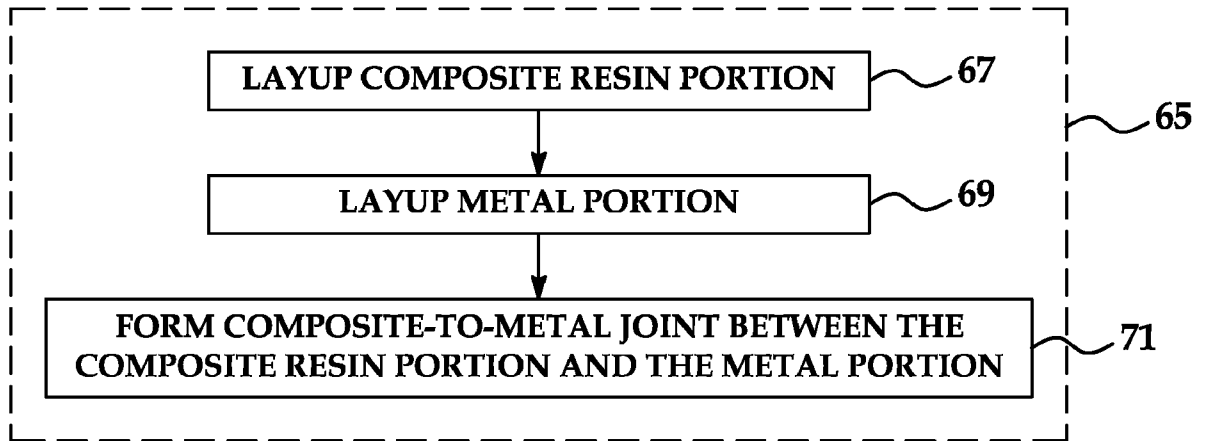 LAYUP COMPOSITE RESIN PORTION
67
65
LAYUP METAL PORTION
69
FORM COMPOSITE-TO-METAL JOINT BETWEEN THE
COMPOSITE RESIN PORTION AND THE METAL PORTION
71